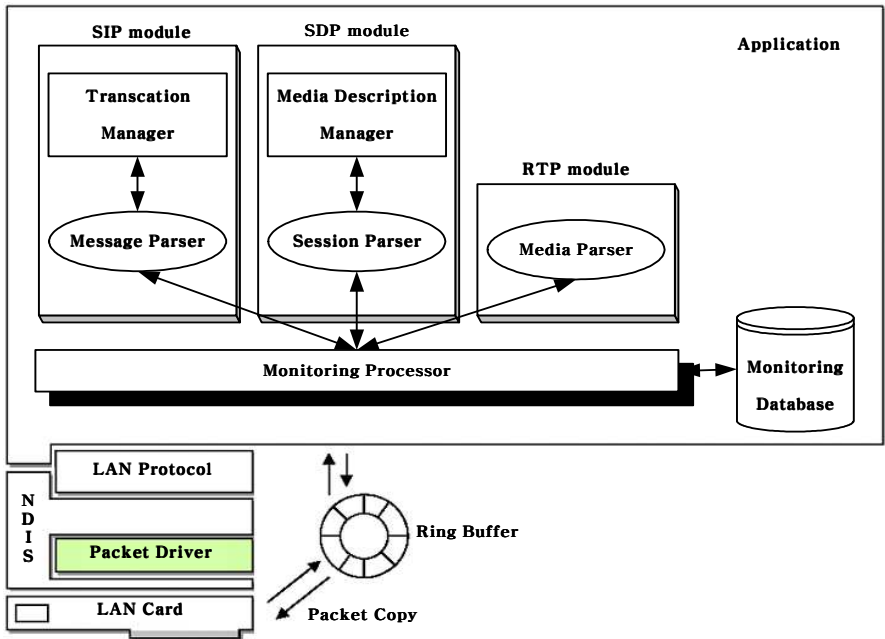 SIP module
SDP module
Application
Transcation
Manager
Media Description
Manager
RTP module
Message Parser
Session Parser
Media Parser
Monitoring Processor
Monitoring
Database
LAN Protocol
NDIS
Packet Driver
Ring Buffer
LAN Card
Packet Copy